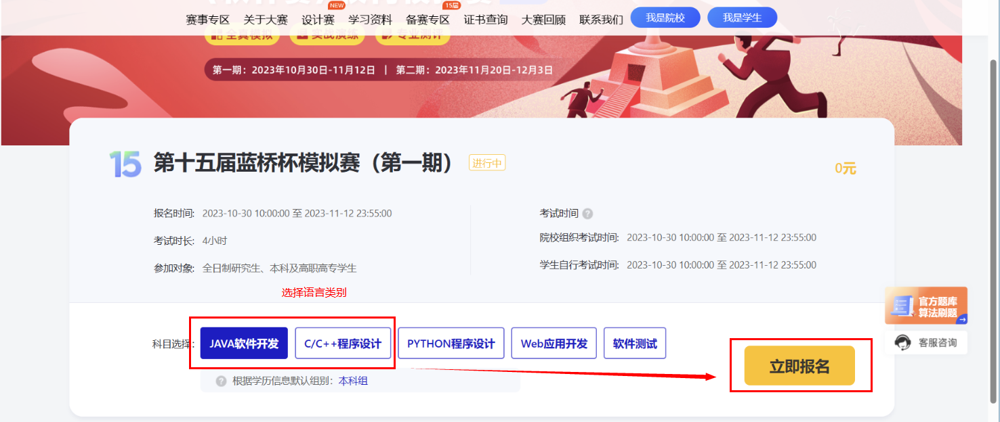 赛事专区 关于大赛 设计赛 NEW 学习资料 备赛专区 15届 证书查询 大赛回顾 联系我们 我是院校 我是学生
全真模拟 实战演练 专业测评
第一期：2023年10月30日-11月12日 | 第二期：2023年11月20日-12月3日
15 第十五届蓝桥杯模拟赛（第一期） 进行中 0元
报名时间: 2023-10-30 10:00:00 至 2023-11-12 23:55:00
考试时长: 4小时
参加对象: 全日制研究生、本科及高职高专学生
考试时间 ?
院校组织考试时间: 2023-10-30 10:00:00 至 2023-11-12 23:55:00
学生自行考试时间: 2023-10-30 10:00:00 至 2023-11-12 23:55:00
选择语言类别
科目选择: JAVA软件开发 C/C++程序设计 PYTHON程序设计 Web应用开发 软件测试
? 根据学历信息默认组别: 本科组
立即报名
官方题库
算法刷题
客服咨询